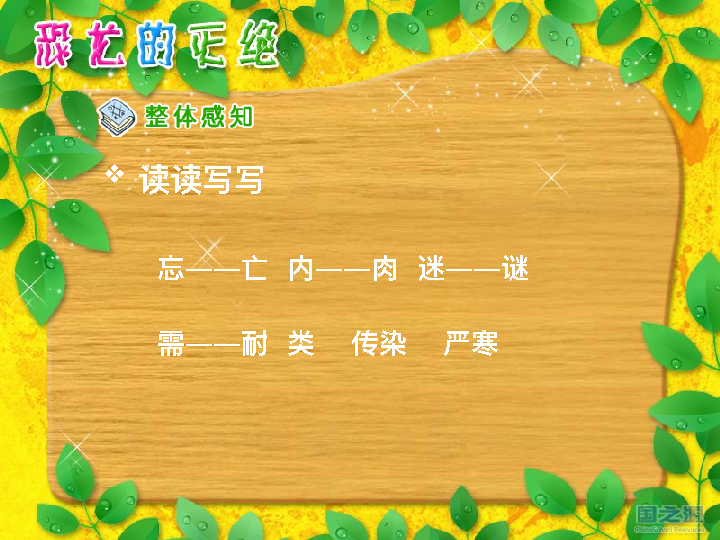 恐龙的灭绝
整体感知
读读写写
忘——亡 内——肉 迷——谜
需——耐 类 传染 严寒